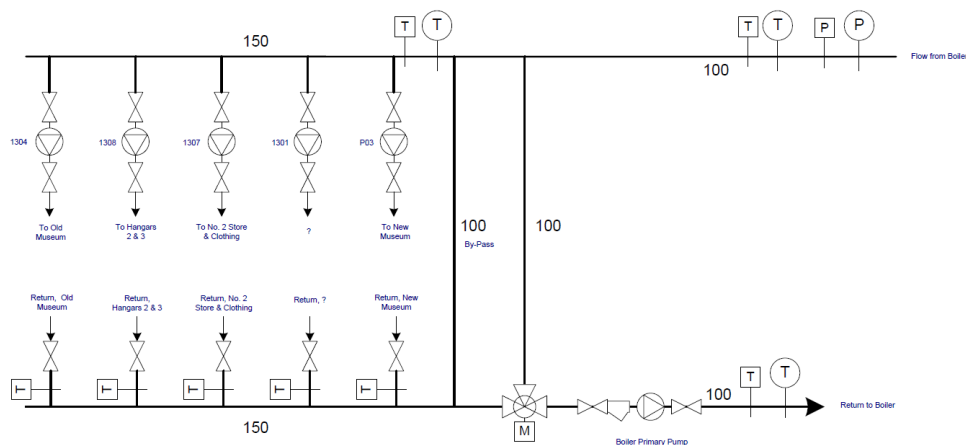 T
T
T
T
P
P
150
100
Flow from Boiler
1304
1308
1307
1301
P03
To Old
Museum
To Hangars
2 & 3
To No. 2 Store
& Clothing
?
To New
Museum
100
By-Pass
100
Return, Old
Museum
Return,
Hangars 2 & 3
Return, No. 2
Store & Clothing
Return, ?
Return, New
Museum
T
T
T
T
T
T
T
150
M
100
Return to Boiler
Boiler Primary Pump